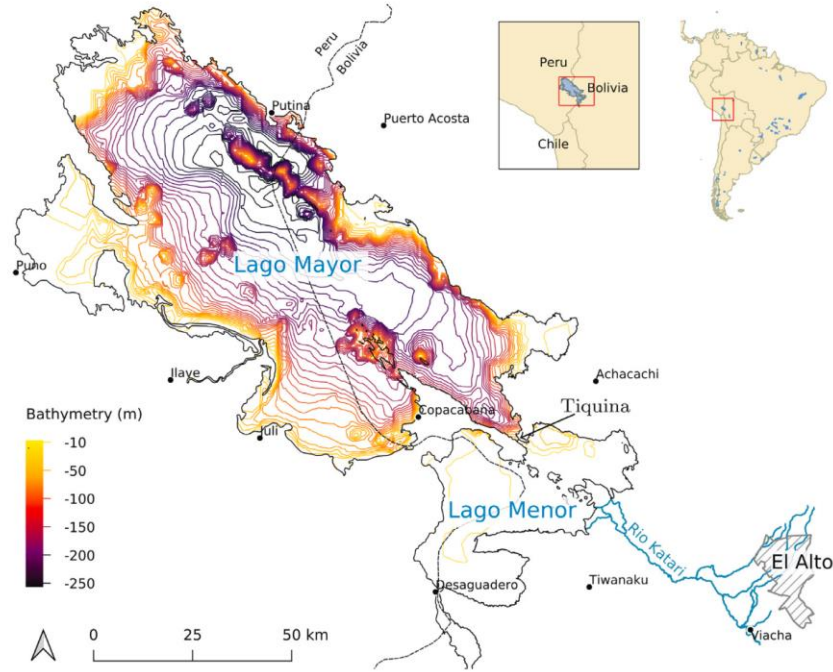 Peru
Bolivia
Putina
Puerto Acosta
Peru
Bolivia
Chile
Lago Mayor
Puno
Ilave
Achacachi
Bathymetry (m)
Copacabana
Tiquina
-10
Juli
-50
-100
-150
-200
-250
Lago Menor
Rio Katari
El Alto
Desaguadero
Tiwanaku
Viacha
0 25 50 km